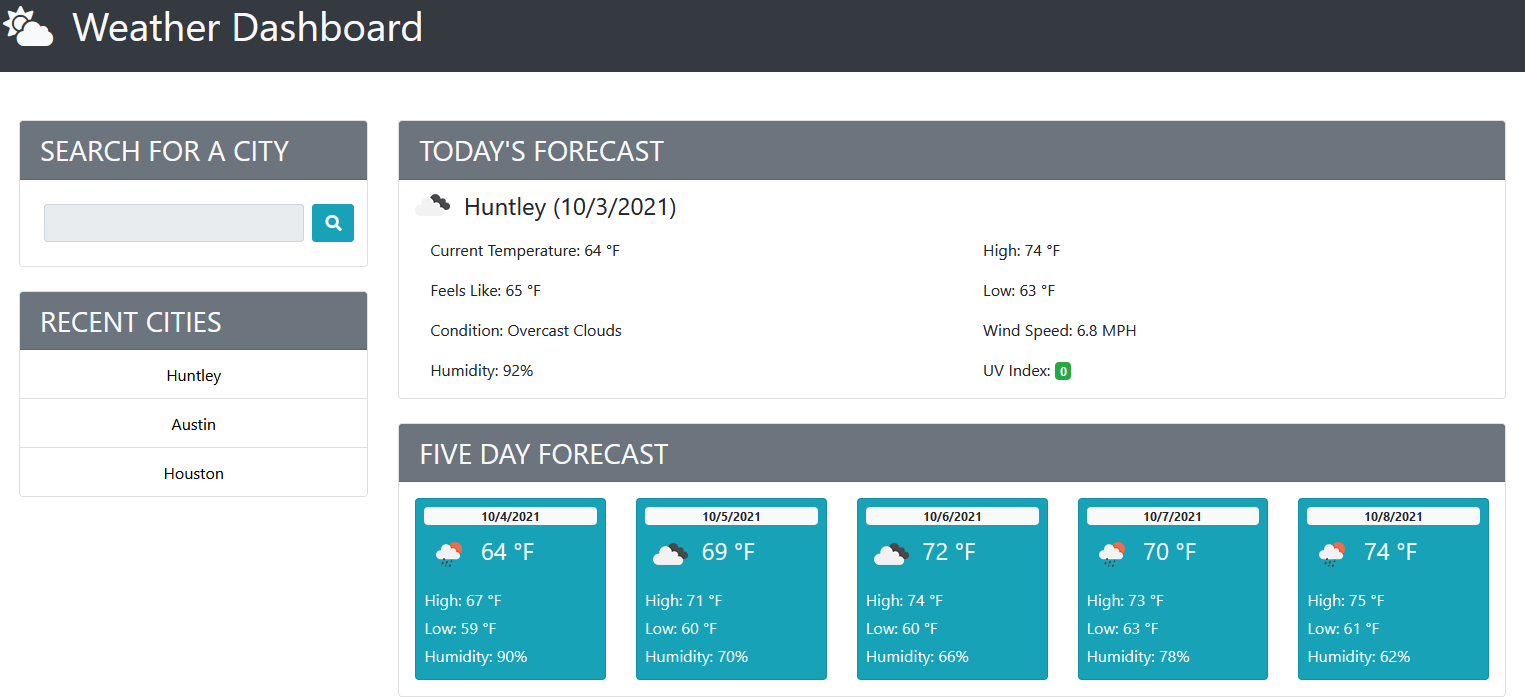 Weather Dashboard
SEARCH FOR A CITY
RECENT CITIES
Huntley
Austin
Houston
TODAY'S FORECAST
Huntley (10/3/2021)
Current Temperature: 64 °F
High: 74 °F
Feels Like: 65 °F
Low: 63 °F
Condition: Overcast Clouds
Wind Speed: 6.8 MPH
Humidity: 92%
UV Index: 0
FIVE DAY FORECAST
10/4/2021
64 °F
High: 67 °F
Low: 59 °F
Humidity: 90%
10/5/2021
69 °F
High: 71 °F
Low: 60 °F
Humidity: 70%
10/6/2021
72 °F
High: 74 °F
Low: 60 °F
Humidity: 66%
10/7/2021
70 °F
High: 73 °F
Low: 63 °F
Humidity: 78%
10/8/2021
74 °F
High: 75 °F
Low: 61 °F
Humidity: 62%